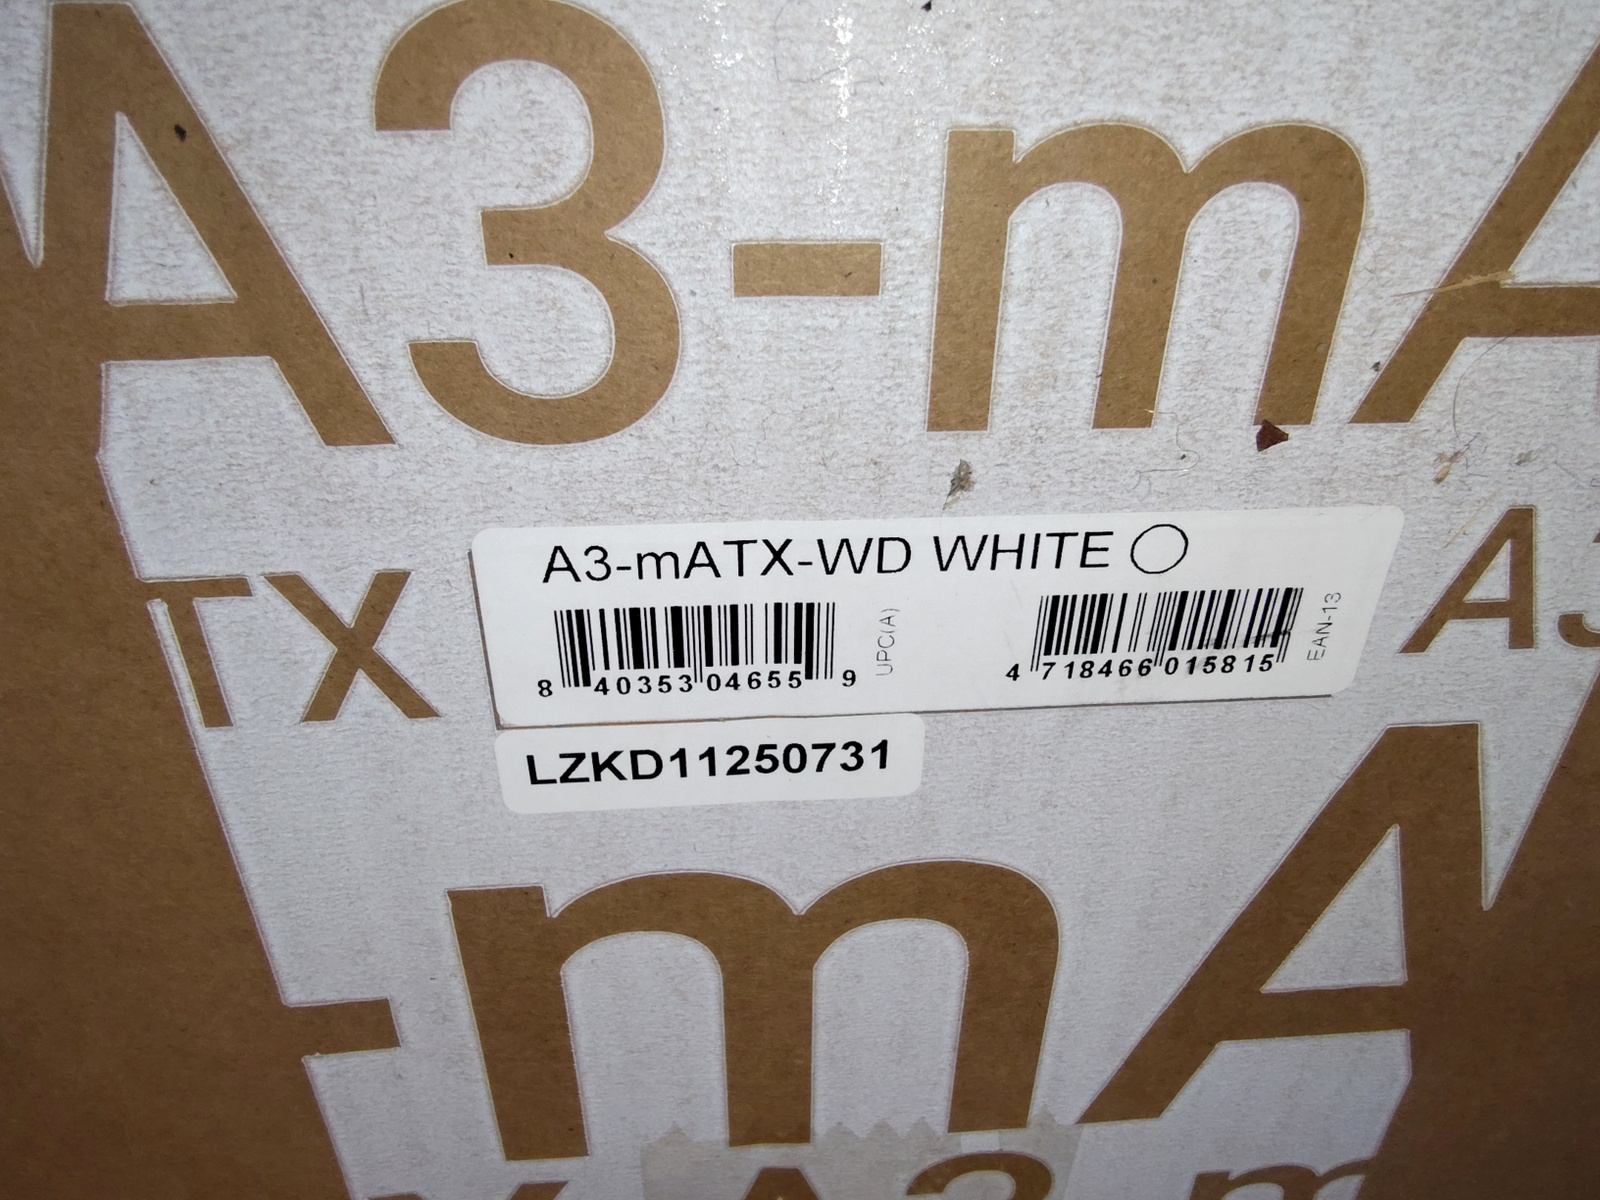 A3-mA
TX
A3-mATX-WD WHITE
8 40353 04655 9
UPC(A)
4 718466 015815
EAN-13
A3
LZKD11250731
-mA
X A3 m